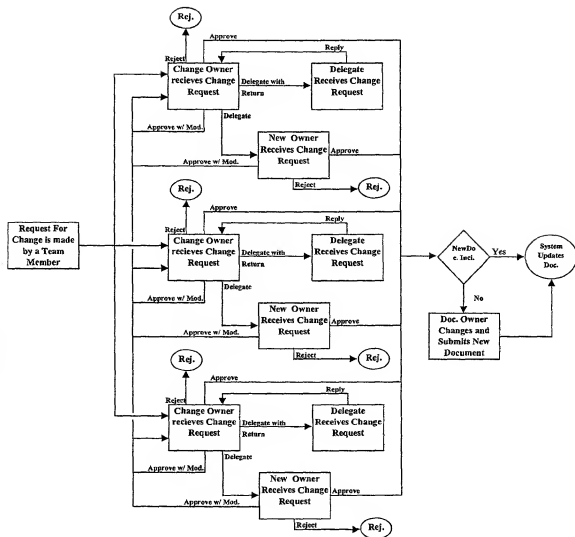 Rej.
Approve
Reply
Reject
Change Owner
recieves Change
Request
Delegate with
Return
Delegate
Receives Change
Request
Delegate
Approve w/ Mod.
Approve w/ Mod.
New Owner
Receives Change
Request
Approve
Reject
Rej.
Request For
Change is made
by a Team
Member
Rej.
Approve
Reply
Reject
Change Owner
recieves Change
Request
Delegate with
Return
Delegate
Receives Change
Request
Delegate
Approve w/ Mod.
Approve w/ Mod.
New Owner
Receives Change
Request
Approve
Reject
Rej.
NewDo
c. Incl.
Yes
System
Updates
Doc.
No
Doc. Owner
Changes and
Submits New
Document
Rej.
Approve
Reply
Reject
Change Owner
recieves Change
Request
Delegate with
Return
Delegate
Receives Change
Request
Delegate
Approve w/ Mod.
Approve w/ Mod.
New Owner
Receives Change
Request
Approve
Reject
Rej.